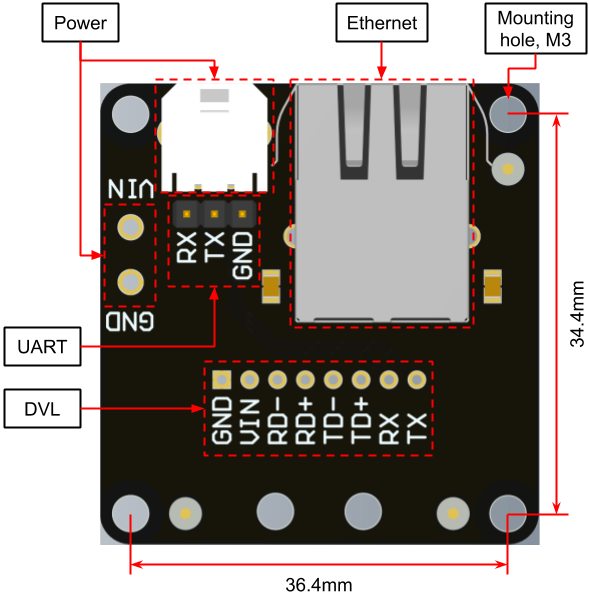 Power
Ethernet
Mounting
hole, M3
VIN
RX
TX
GND
GND
34.4mm
UART
DVL
GND
VIN
RD-
RD+
TD-
TD+
RX
TX
36.4mm